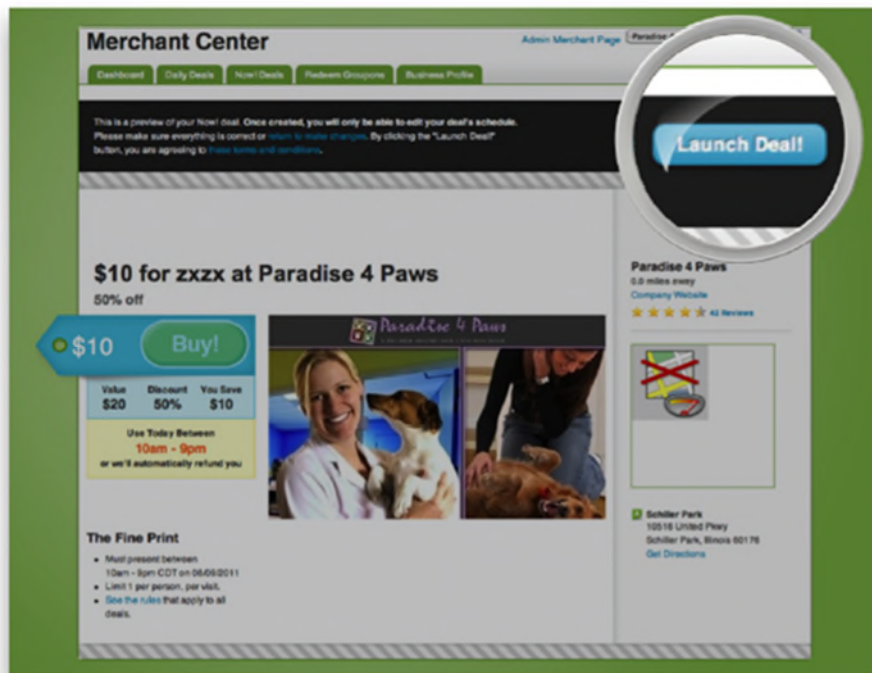 Merchant Center
Admin Merchant Page
Paradise 4
Dashboard
Daily Deals
Now! Deals
Redeem Groupons
Business Profile
This is a preview of your Now! deal. Once created, you will only be able to edit your deal's schedule.
Please make sure everything is correct or return to make changes. By clicking the "Launch Deal!"
button, you are agreeing to these terms and conditions.
Launch Deal!
$10 for zxzx at Paradise 4 Paws
50% off
$10 Buy!
Value Discount You Save
$20 50% $10
Use Today Between
10am - 9pm
or we'll automatically refund you
Paradise 4 Paws
The Fine Print
Must present between
10am - 9pm CDT on 06/06/2011
Limit 1 per person, per visit.
See the rules that apply to all
deals.
Paradise 4 Paws
0.0 miles away
Company Website
42 Reviews
Schiller Park
10516 United Pkwy
Schiller Park, Illinois 60176
Get Directions